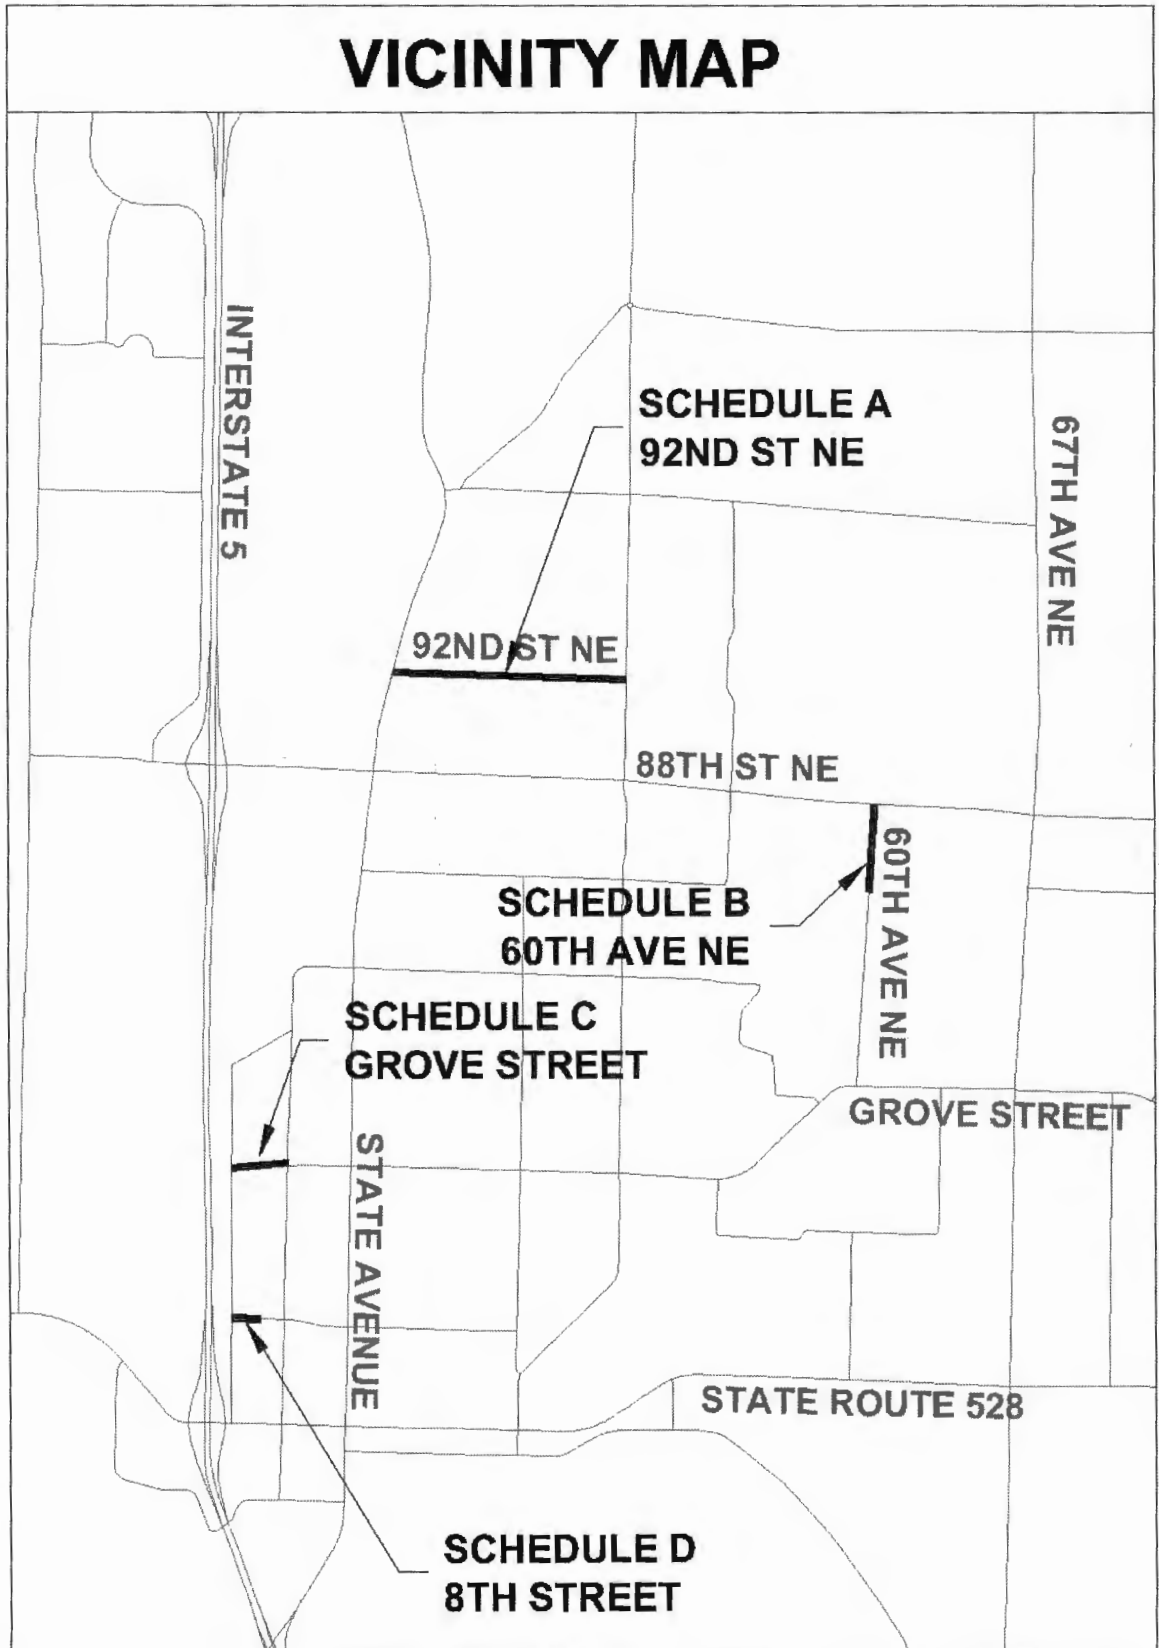 VICINITY MAP
INTERSTATE 5
SCHEDULE A
92ND ST NE
67TH AVE NE
92ND ST NE
88TH ST NE
60TH AVE NE
SCHEDULE B
60TH AVE NE
SCHEDULE C
GROVE STREET
GROVE STREET
STATE AVENUE
STATE ROUTE 528
SCHEDULE D
8TH STREET